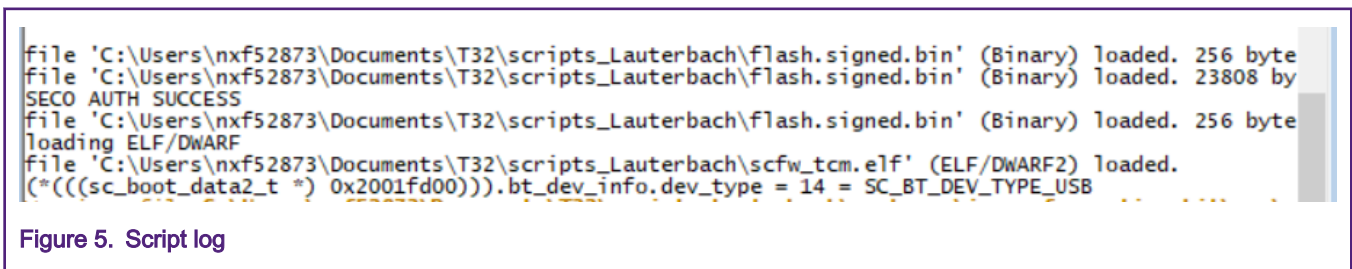 file 'C:\Users\nxf52873\Documents\T32\scripts_Lauterbach\flash.signed.bin' (Binary) loaded. 256 byte
file 'C:\Users\nxf52873\Documents\T32\scripts_Lauterbach\flash.signed.bin' (Binary) loaded. 23808 by
SECO AUTH SUCCESS
file 'C:\Users\nxf52873\Documents\T32\scripts_Lauterbach\flash.signed.bin' (Binary) loaded. 256 byte
loading ELF/DWARF
file 'C:\Users\nxf52873\Documents\T32\scripts_Lauterbach\scfw_tcm.elf' (ELF/DWARF2) loaded.
(*(((sc_boot_data2_t *) 0x2001fd00))).bt_dev_info.dev_type = 14 = SC_BT_DEV_TYPE_USB
Figure 5. Script log